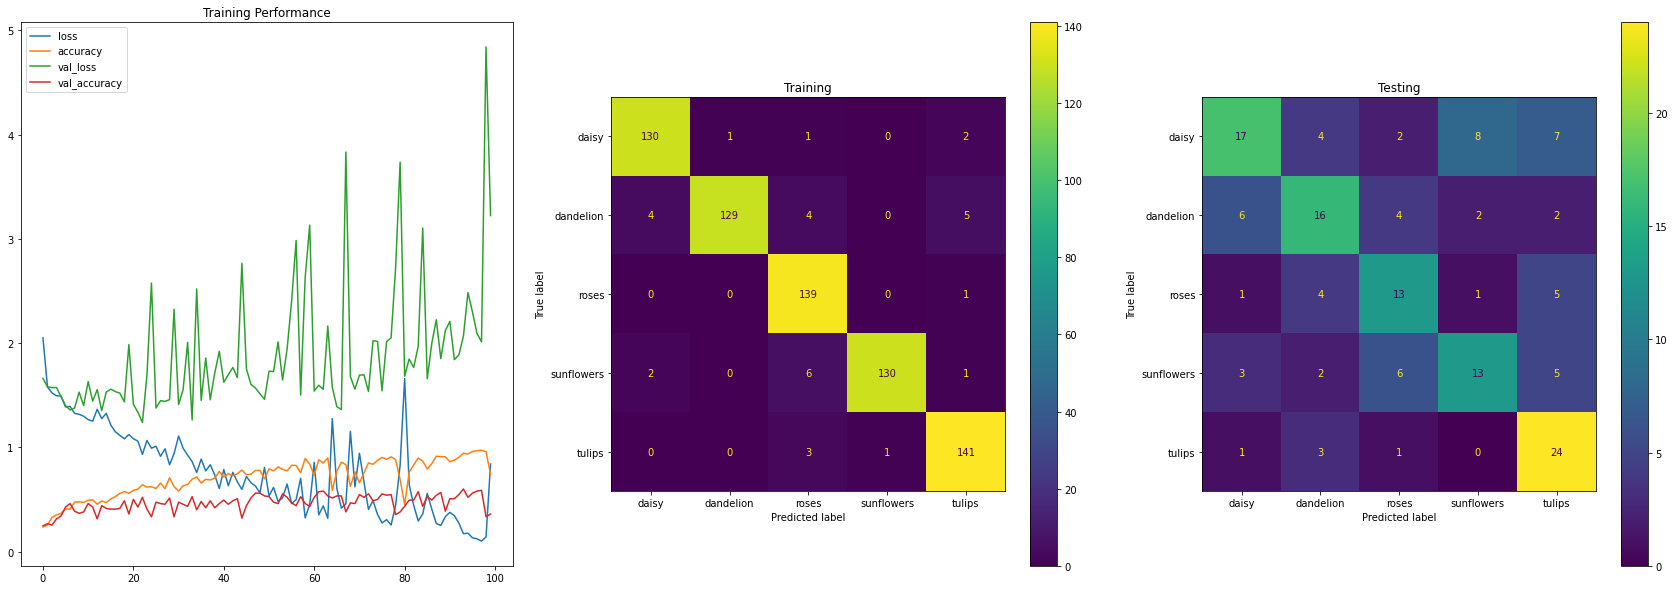 Training Performance
loss
accuracy
val_loss
val_accuracy
5
4
3
2
1
0
0 20 40 60 80 100
Training
True label
daisy 130 1 1 0 2
dandelion 4 129 4 0 5
roses 0 0 139 0 1
sunflowers 2 0 6 130 1
tulips 0 0 3 1 141
daisy dandelion roses sunflowers tulips
Predicted label
140
120
100
80
60
40
20
0
Testing
True label
daisy 17 4 2 8 7
dandelion 6 16 4 2 2
roses 1 4 13 1 5
sunflowers 3 2 6 13 5
tulips 1 3 1 0 24
daisy dandelion roses sunflowers tulips
Predicted label
20
15
10
5
0